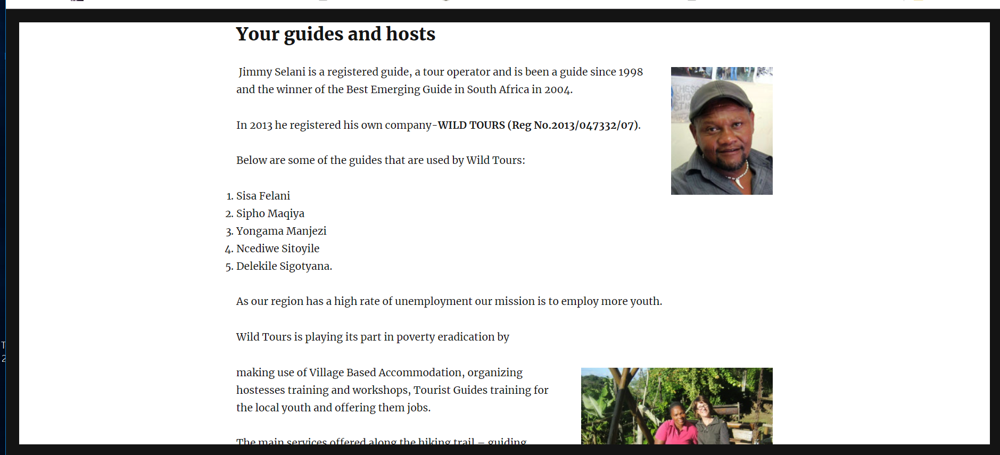 Your guides and hosts
Jimmy Selani is a registered guide, a tour operator and is been a guide since 1998
and the winner of the Best Emerging Guide in South Africa in 2004.
In 2013 he registered his own company-WILD TOURS (Reg No.2013/047332/07).
Below are some of the guides that are used by Wild Tours:
1. Sisa Felani
2. Sipho Maqiya
3. Yongama Manjezi
4. Ncediwe Sitoyile
5. Delekile Sigotyana.
As our region has a high rate of unemployment our mission is to employ more youth.
Wild Tours is playing its part in poverty eradication by
making use of Village Based Accommodation, organizing
hostesses training and workshops, Tourist Guides training for
the local youth and offering them jobs.
The main services offered along the hiking trail – guiding